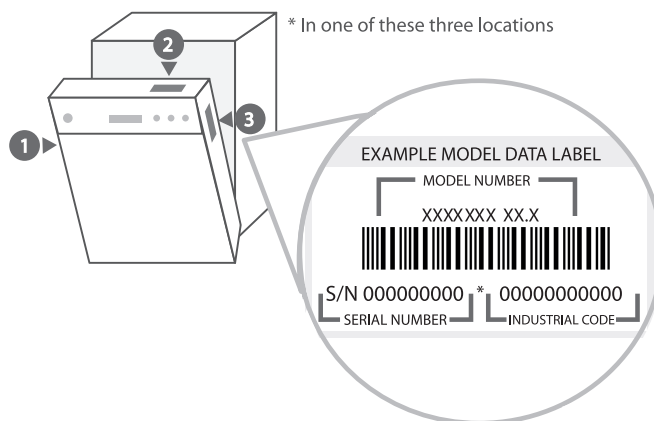 * In one of these three locations
2
3
1
EXAMPLE MODEL DATA LABEL
MODEL NUMBER
XXXXXXX XX.X
S/N 000000000 * 00000000000
SERIAL NUMBER INDUSTRIAL CODE